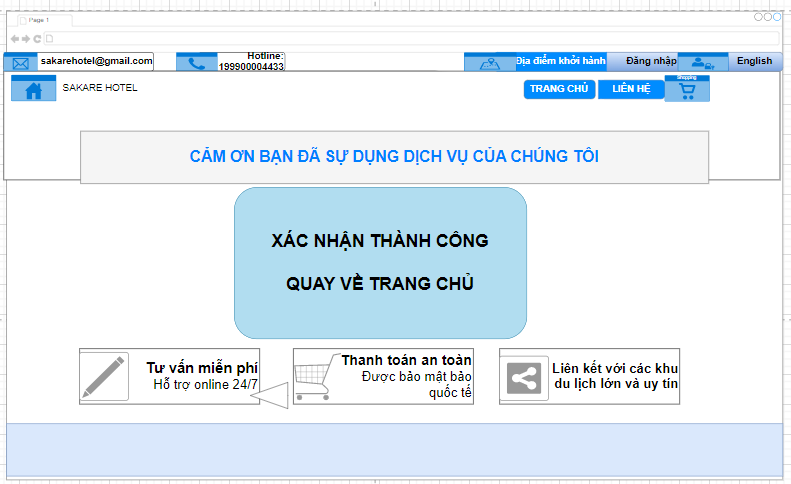 Page 1
sakarehotel@gmail.com
Hotline:
199900004433
Địa điểm khởi hành
Đăng nhập
English
SAKARE HOTEL
TRANG CHỦ
LIÊN HỆ
Shopping
CẢM ƠN BẠN ĐÃ SỰ DỤNG DỊCH VỤ CỦA CHÚNG TÔI
XÁC NHẬN THÀNH CÔNG
QUAY VỀ TRANG CHỦ
Tư vấn miễn phí
Hỗ trợ online 24/7
Thanh toán an toàn
Được bảo mật bảo
quốc tế
Liên kết với các khu
du lịch lớn và uy tín